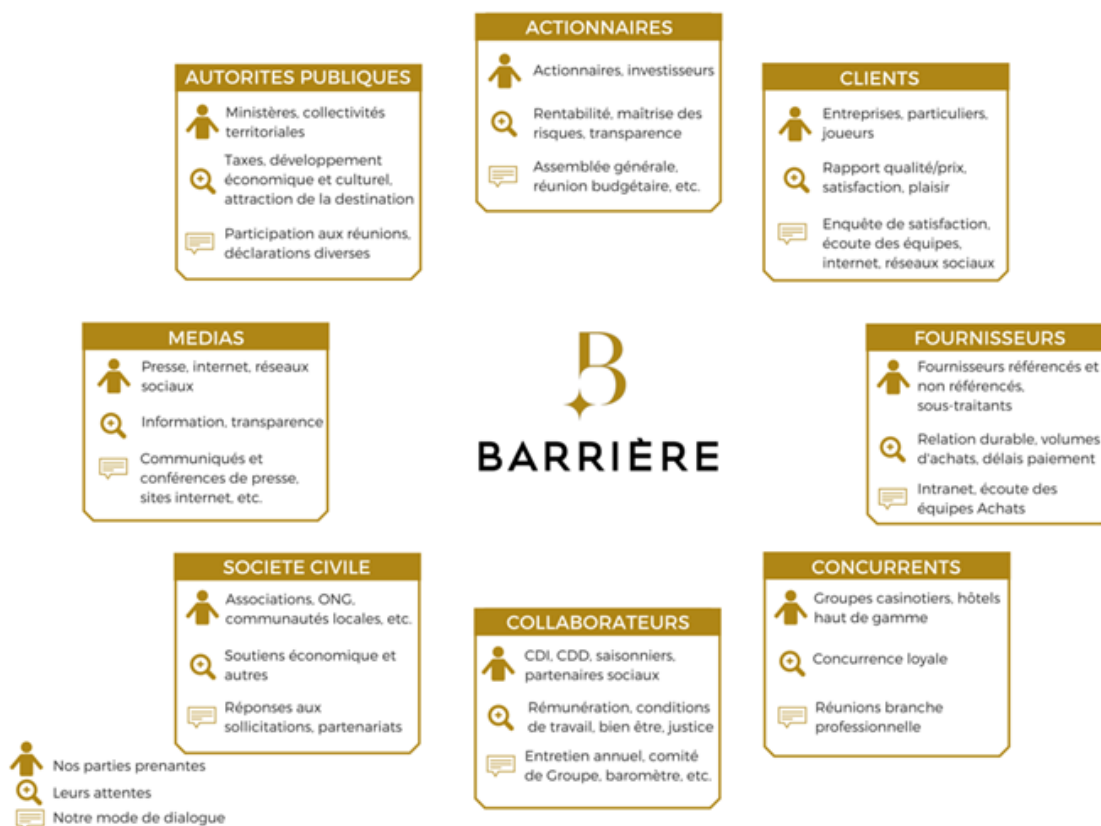 ACTIONNAIRES
Actionnaires, investisseurs
Rentabilité, maîtrise des
risques, transparence
Assemblée générale,
réunion budgétaire, etc.
AUTORITES PUBLIQUES
Ministères, collectivités
territoriales
Taxes, développement
économique et culturel,
attraction de la destination
Participation aux réunions,
déclarations diverses
CLIENTS
Entreprises, particuliers,
joueurs
Rapport qualité/prix,
satisfaction, plaisir
Enquête de satisfaction,
écoute des équipes,
internet, réseaux sociaux
MEDIAS
Presse, internet, réseaux
sociaux
Information, transparence
Communiqués et
conférences de presse,
sites internet, etc.
B
BARRIÈRE
FOURNISSEURS
Fournisseurs référencés et
non référencés,
sous-traitants
Relation durable, volumes
d'achats, délais paiement
Intranet, écoute des
équipes Achats
SOCIETE CIVILE
Associations, ONG,
communautés locales, etc.
Soutiens économique et
autres
Réponses aux
sollicitations, partenariats
COLLABORATEURS
CDI, CDD, saisonniers,
partenaires sociaux
Rémunération, conditions
de travail, bien être, justice
Entretien annuel, comité
de Groupe, baromètre, etc.
CONCURRENTS
Groupes casinotiers, hôtels
haut de gamme
Concurrence loyale
Réunions branche
professionnelle
Nos parties prenantes
Leurs attentes
Notre mode de dialogue